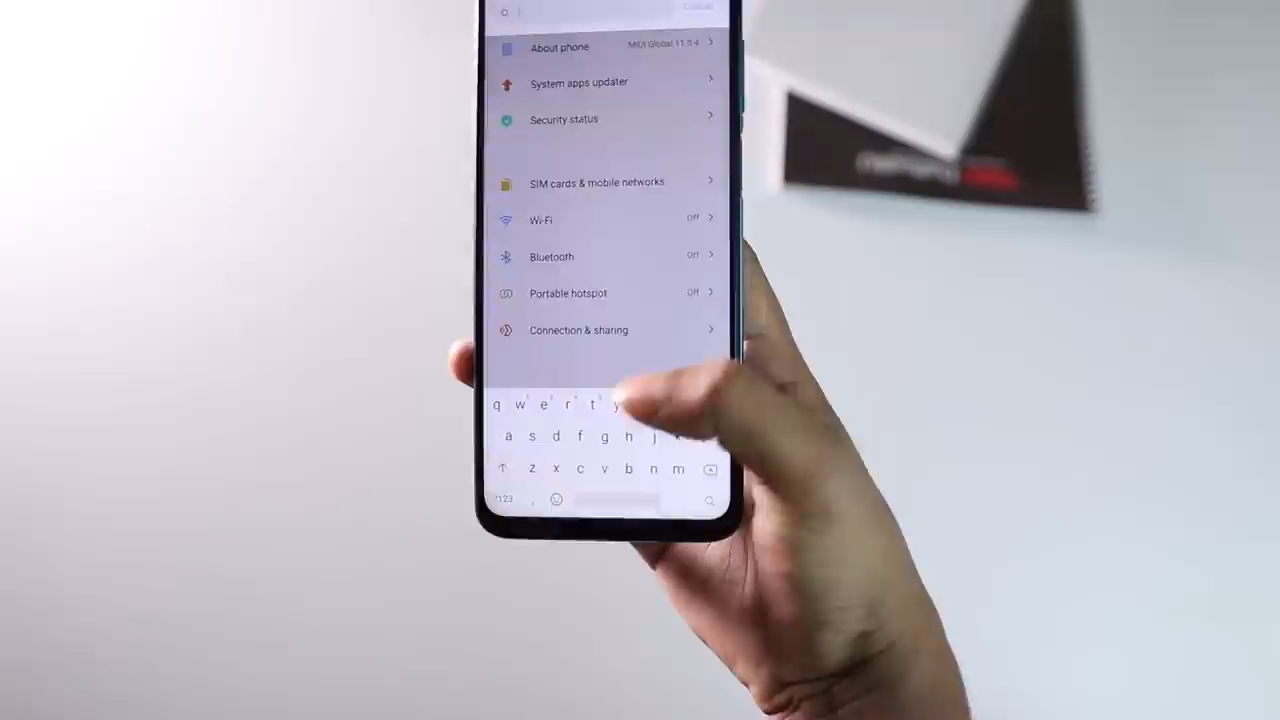 Cancel
About phone MIUI Global 11.0.4
System apps updater
Security status
SIM cards & mobile networks
Wi-Fi Off
Bluetooth Off
Portable hotspot Off
Connection & sharing
q w e r t y
a s d f g h j k
z x c v b n m
?123 ,